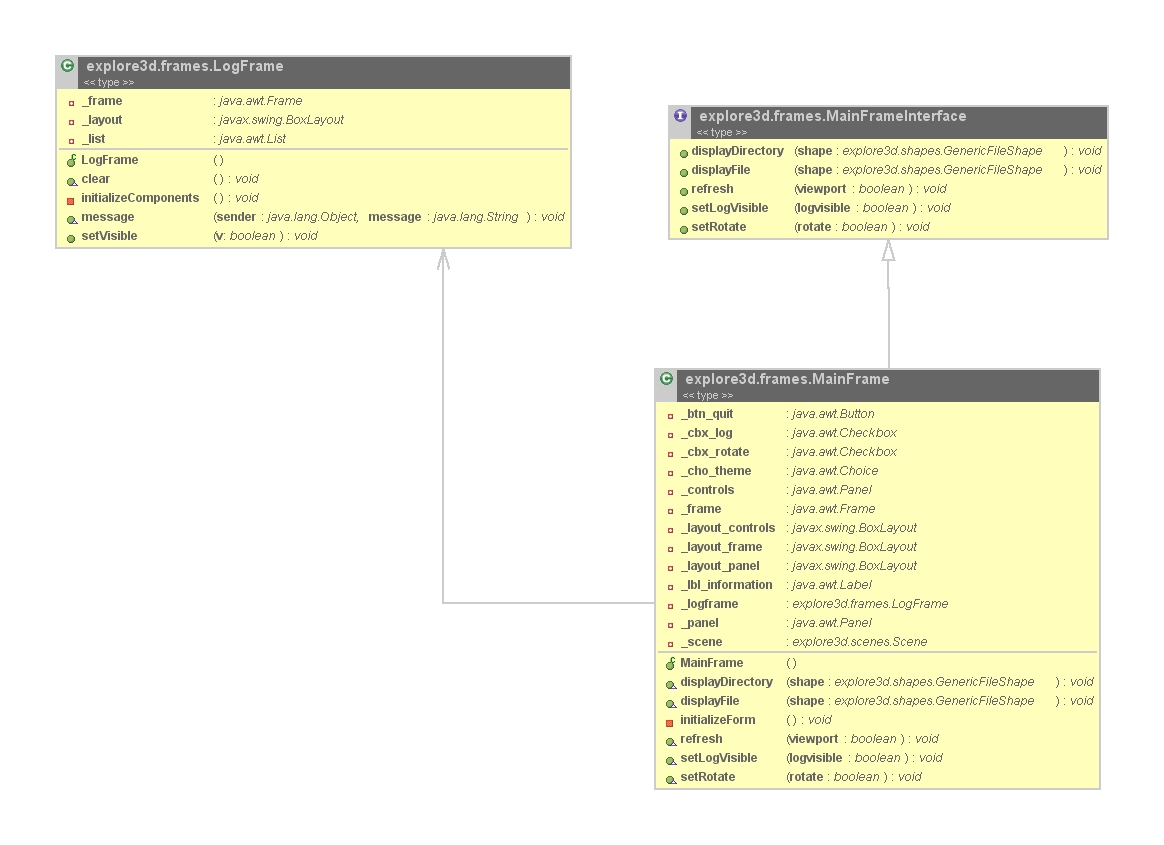 C explore3d.frames.LogFrame
<< type >>
_frame : java.awt.Frame
_layout : javax.swing.BoxLayout
_list : java.awt.List
LogFrame ( )
clear ( ) : void
initializeComponents ( ) : void
message (sender : java.lang.Object, message : java.lang.String ) : void
setVisible (v: boolean ) : void
I explore3d.frames.MainFrameInterface
<< type >>
displayDirectory (shape : explore3d.shapes.GenericFileShape ) : void
displayFile (shape : explore3d.shapes.GenericFileShape ) : void
refresh (viewport : boolean ) : void
setLogVisible (logvisible : boolean ) : void
setRotate (rotate : boolean ) : void
C explore3d.frames.MainFrame
<< type >>
_btn_quit : java.awt.Button
_cbx_log : java.awt.Checkbox
_cbx_rotate : java.awt.Checkbox
_cho_theme : java.awt.Choice
_controls : java.awt.Panel
_frame : java.awt.Frame
_layout_controls : javax.swing.BoxLayout
_layout_frame : javax.swing.BoxLayout
_layout_panel : javax.swing.BoxLayout
_lbl_information : java.awt.Label
_logframe : explore3d.frames.LogFrame
_panel : java.awt.Panel
_scene : explore3d.scenes.Scene
MainFrame ( )
displayDirectory (shape : explore3d.shapes.GenericFileShape ) : void
displayFile (shape : explore3d.shapes.GenericFileShape ) : void
initializeForm ( ) : void
refresh (viewport : boolean ) : void
setLogVisible (logvisible : boolean ) : void
setRotate (rotate : boolean ) : void